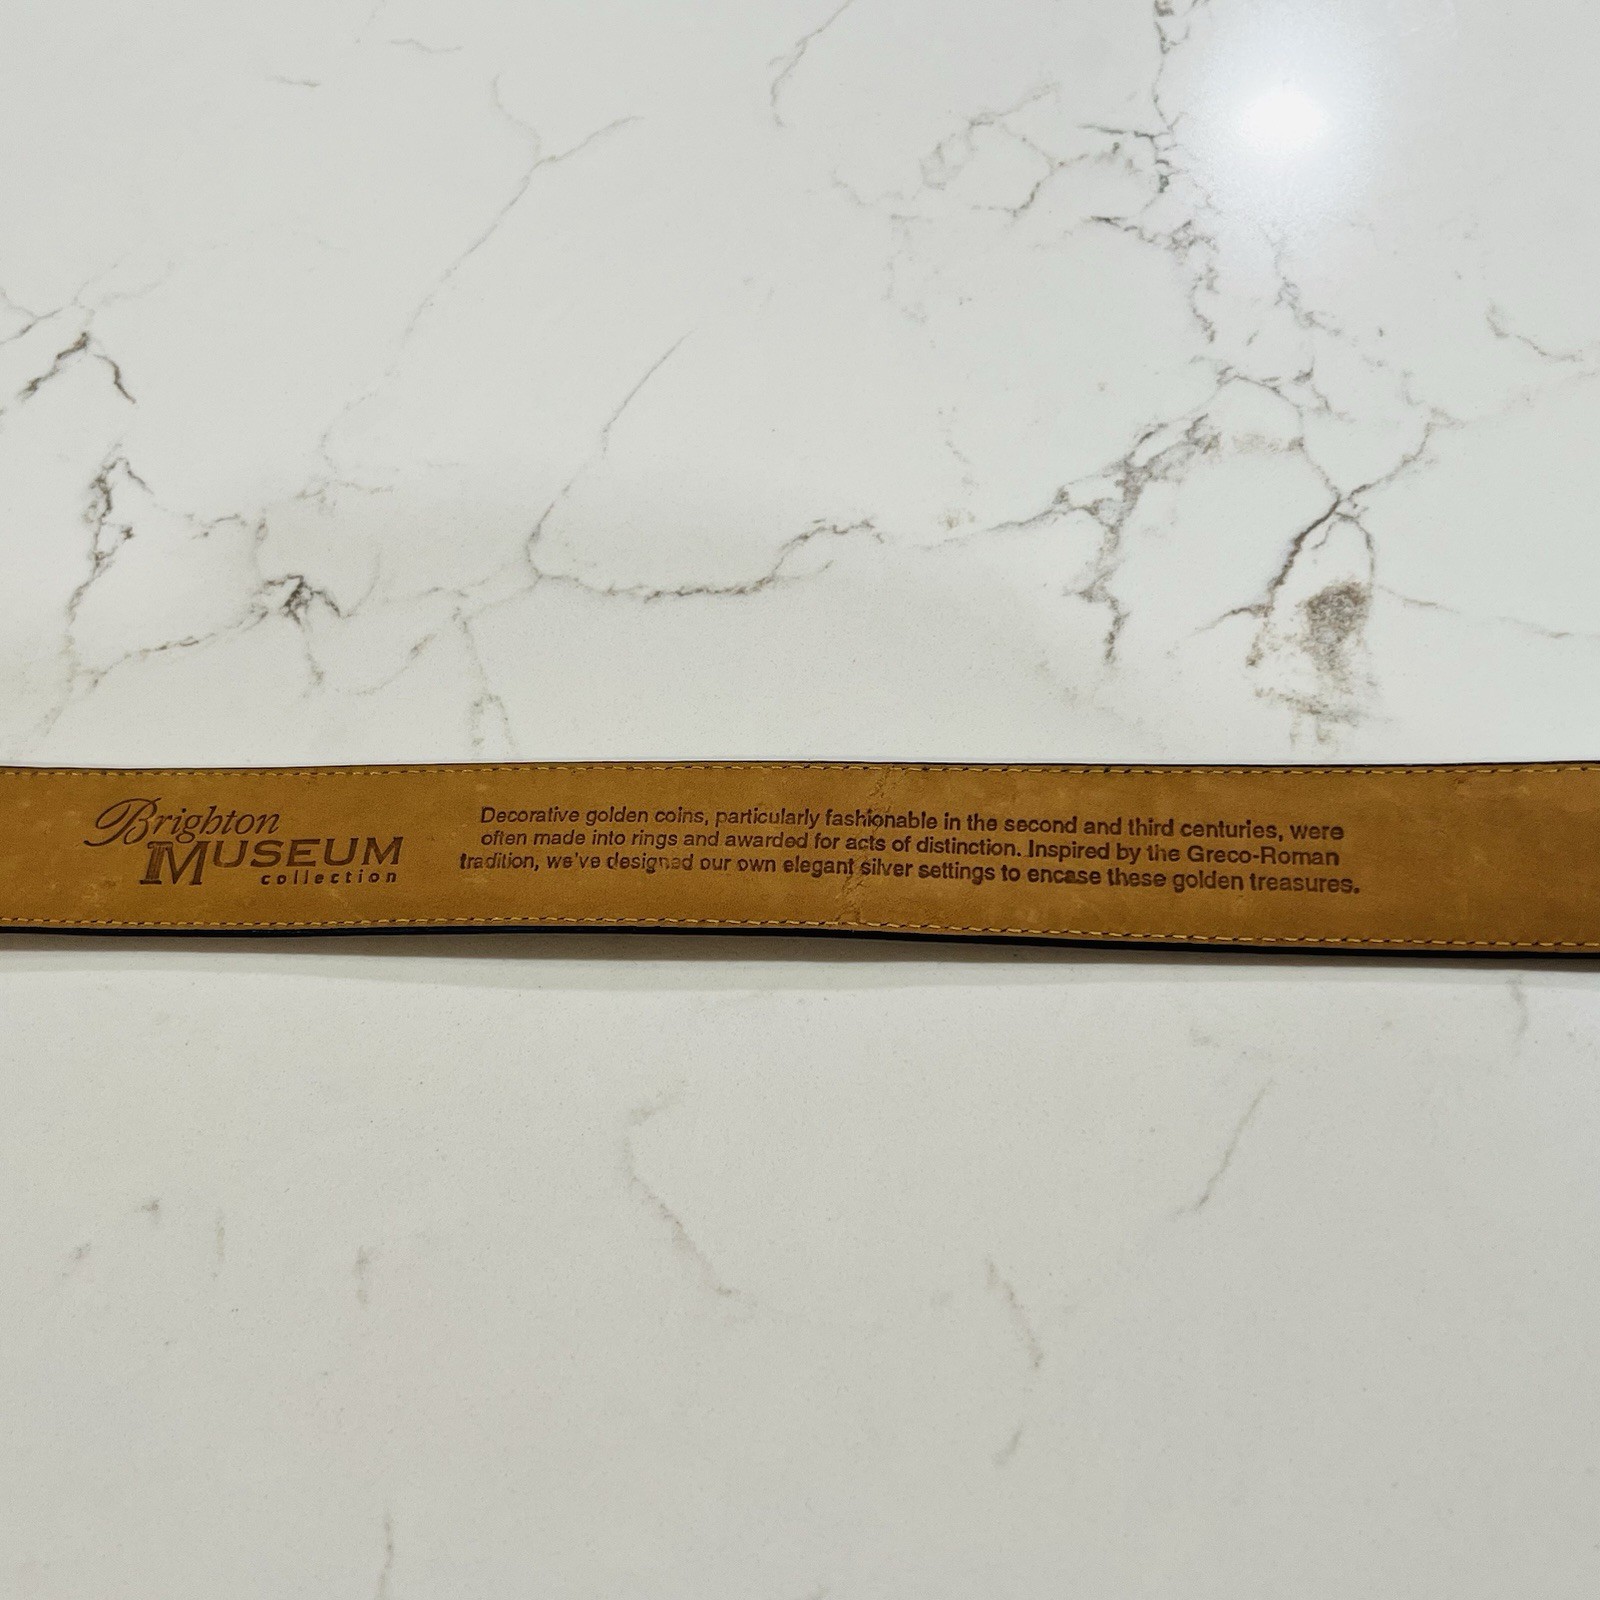 Brighton
MUSEUM
collection
Decorative golden coins, particularly fashionable in the second and third centuries, were
often made into rings and awarded for acts of distinction. Inspired by the Greco-Roman
tradition, we've designed our own elegant silver settings to encase these golden treasures.